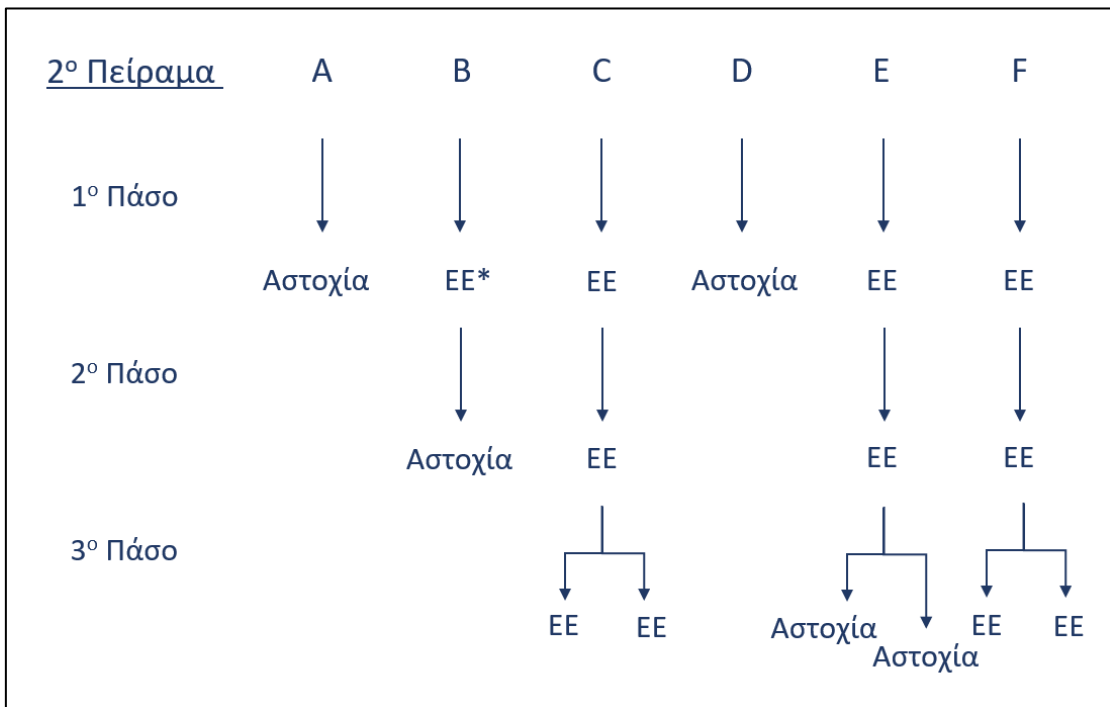 2ο Πείραμα A B C D E F
1ο Πάσο
Αστοχία EE* EE Αστοχία EE EE
2ο Πάσο
Αστοχία EE EE EE
3ο Πάσο
EE EE Αστοχία EE EE
Αστοχία